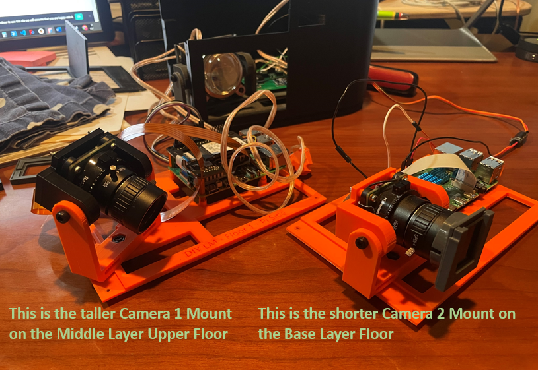 This is the taller Camera 1 Mount
on the Middle Layer Upper Floor
This is the shorter Camera 2 Mount on
the Base Layer Floor